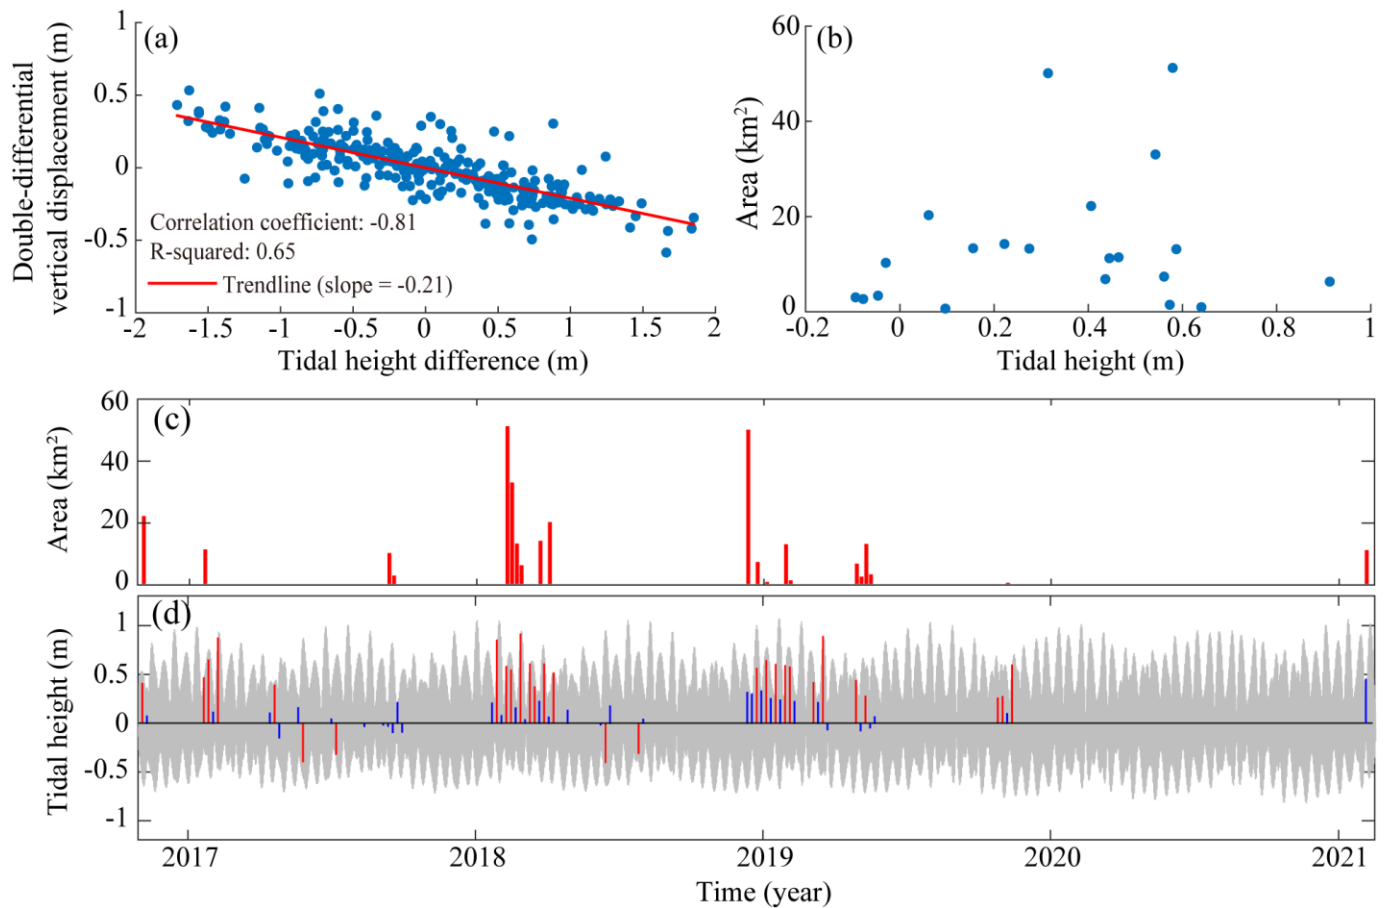 (a)
Double-differential
vertical displacement (m)
1
0.5
0
-0.5
-1
Correlation coefficient: -0.81
R-squared: 0.65
Trendline (slope = -0.21)
-2 -1.5 -1 -0.5 0 0.5 1 1.5 2
Tidal height difference (m)
(b)
Area (km²)
60
40
20
0
-0.2 0 0.2 0.4 0.6 0.8 1
Tidal height (m)
(c)
Area (km²)
60
40
20
0
(d)
Tidal height (m)
1
0.5
0
-0.5
-1
2017 2018 2019 2020 2021
Time (year)